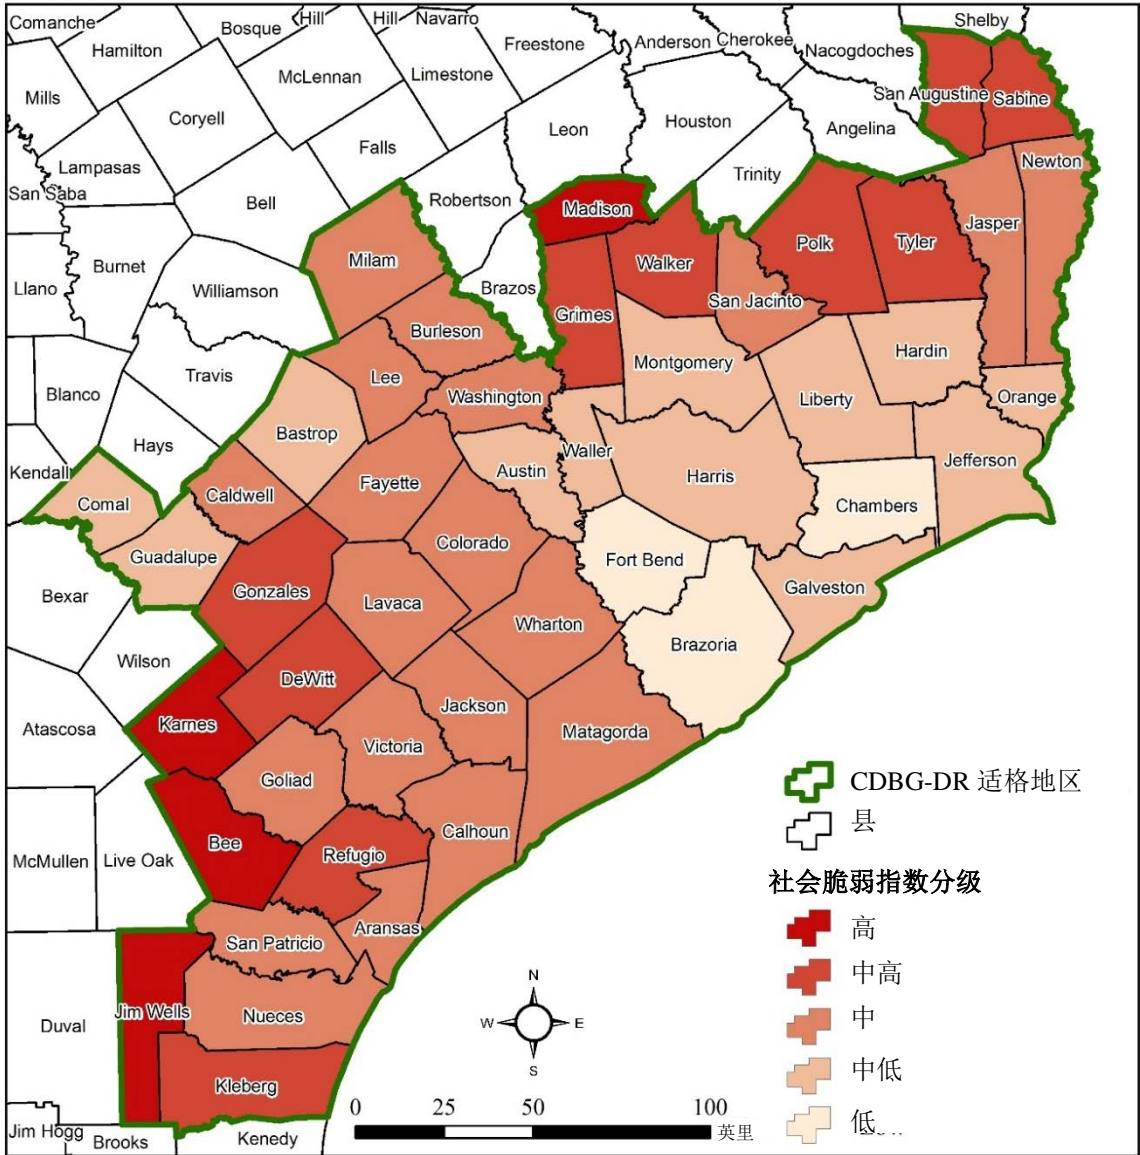 Comanche
Hill
Hill
Navarro
Shelby
Bosque
Hamilton
Freestone
Anderson
Cherokee
Nacogdoches
McLennan
Limestone
Mills
San Augustine
Sabine
Coryell
Leon
Houston
Angelina
Falls
Lampasas
Trinity
Newton
San Saba
Bell
Robertson
Madison
Jasper
Milam
Polk
Tyler
Burnet
Walker
Llano
Williamson
Brazos
San Jacinto
Grimes
Burleson
Hardin
Montgomery
Travis
Lee
Blanco
Washington
Liberty
Orange
Bastrop
Hays
Waller
Jefferson
Kendall
Austin
Harris
Fayette
Caldwell
Comal
Chambers
Colorado
Guadalupe
Fort Bend
Galveston
Gonzales
Bexar
Lavaca
Wharton
Brazoria
Wilson
DeWitt
Jackson
Karnes
Atascosa
Matagorda
Victoria
Goliad
Calhoun
Bee
Refugio
McMullen
Live Oak
Aransas
San Patricio
Jim Wells
Nueces
Duval
Kleberg
Jim Hogg
Brooks
Kenedy
CDBG-DR 适格地区
县
社会脆弱指数分级
高
中高
中
中低
低
N
W
E
S
0 25 50 100
英里